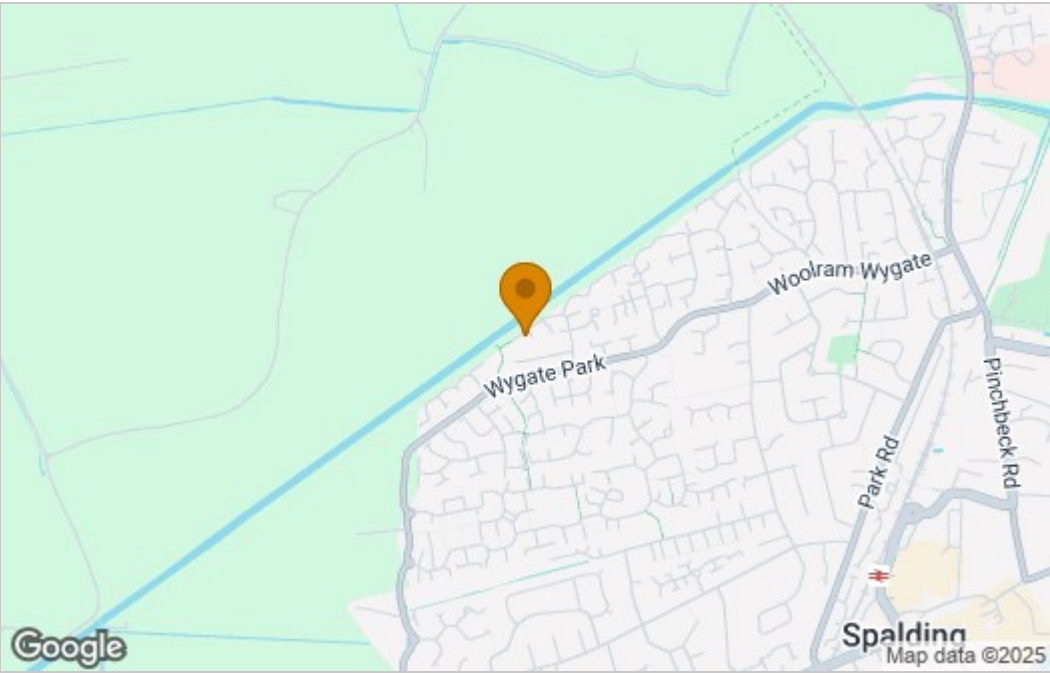 Woolram Wygate
Wygate Park
Pinchbeck Rd
Park Rd
Spalding
Google
Map data ©2025